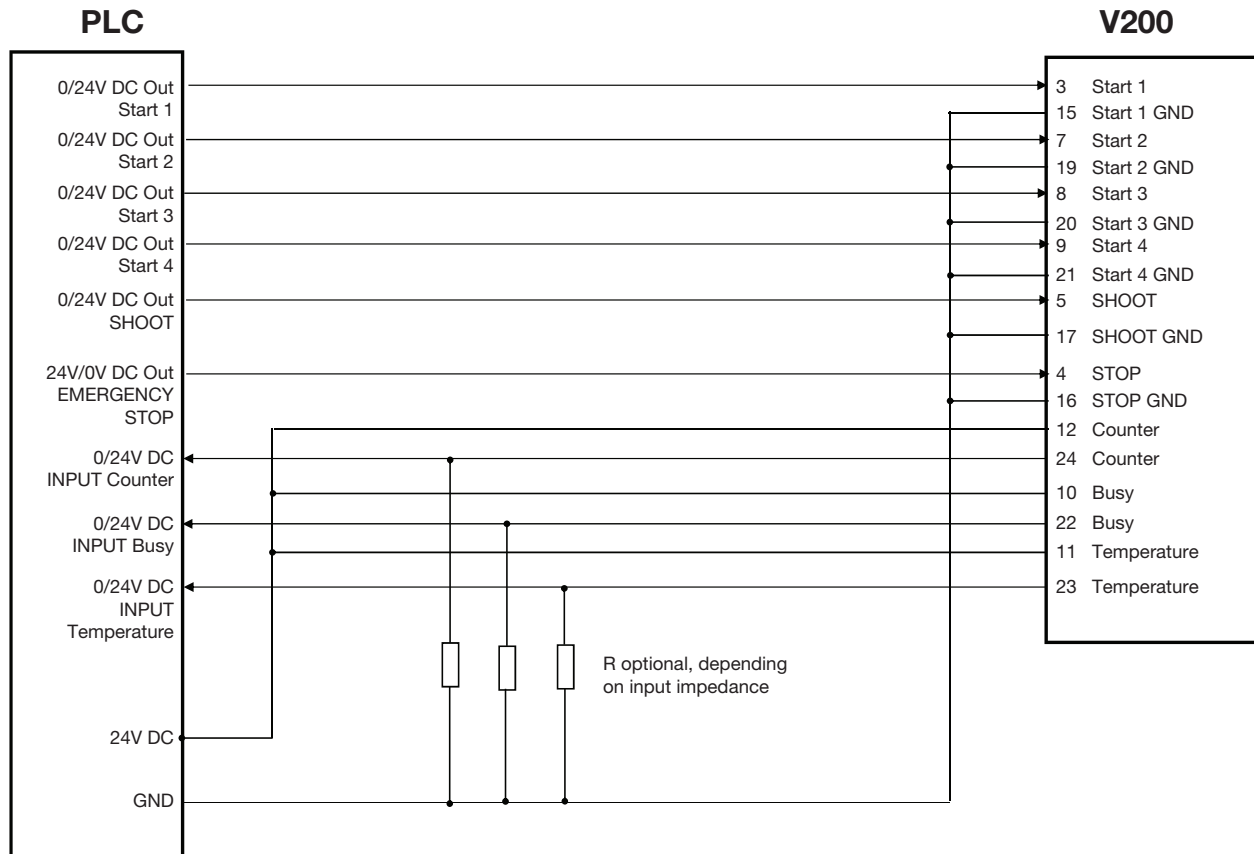 PLC
V200
0/24V DC Out
Start 1
0/24V DC Out
Start 2
0/24V DC Out
Start 3
0/24V DC Out
Start 4
0/24V DC Out
SHOOT
24V/0V DC Out
EMERGENCY
STOP
0/24V DC
INPUT Counter
0/24V DC
INPUT Busy
0/24V DC
INPUT
Temperature
24V DC
GND
3 Start 1
15 Start 1 GND
7 Start 2
19 Start 2 GND
8 Start 3
20 Start 3 GND
9 Start 4
21 Start 4 GND
5 SHOOT
17 SHOOT GND
4 STOP
16 STOP GND
12 Counter
24 Counter
10 Busy
22 Busy
11 Temperature
23 Temperature
R optional, depending
on input impedance